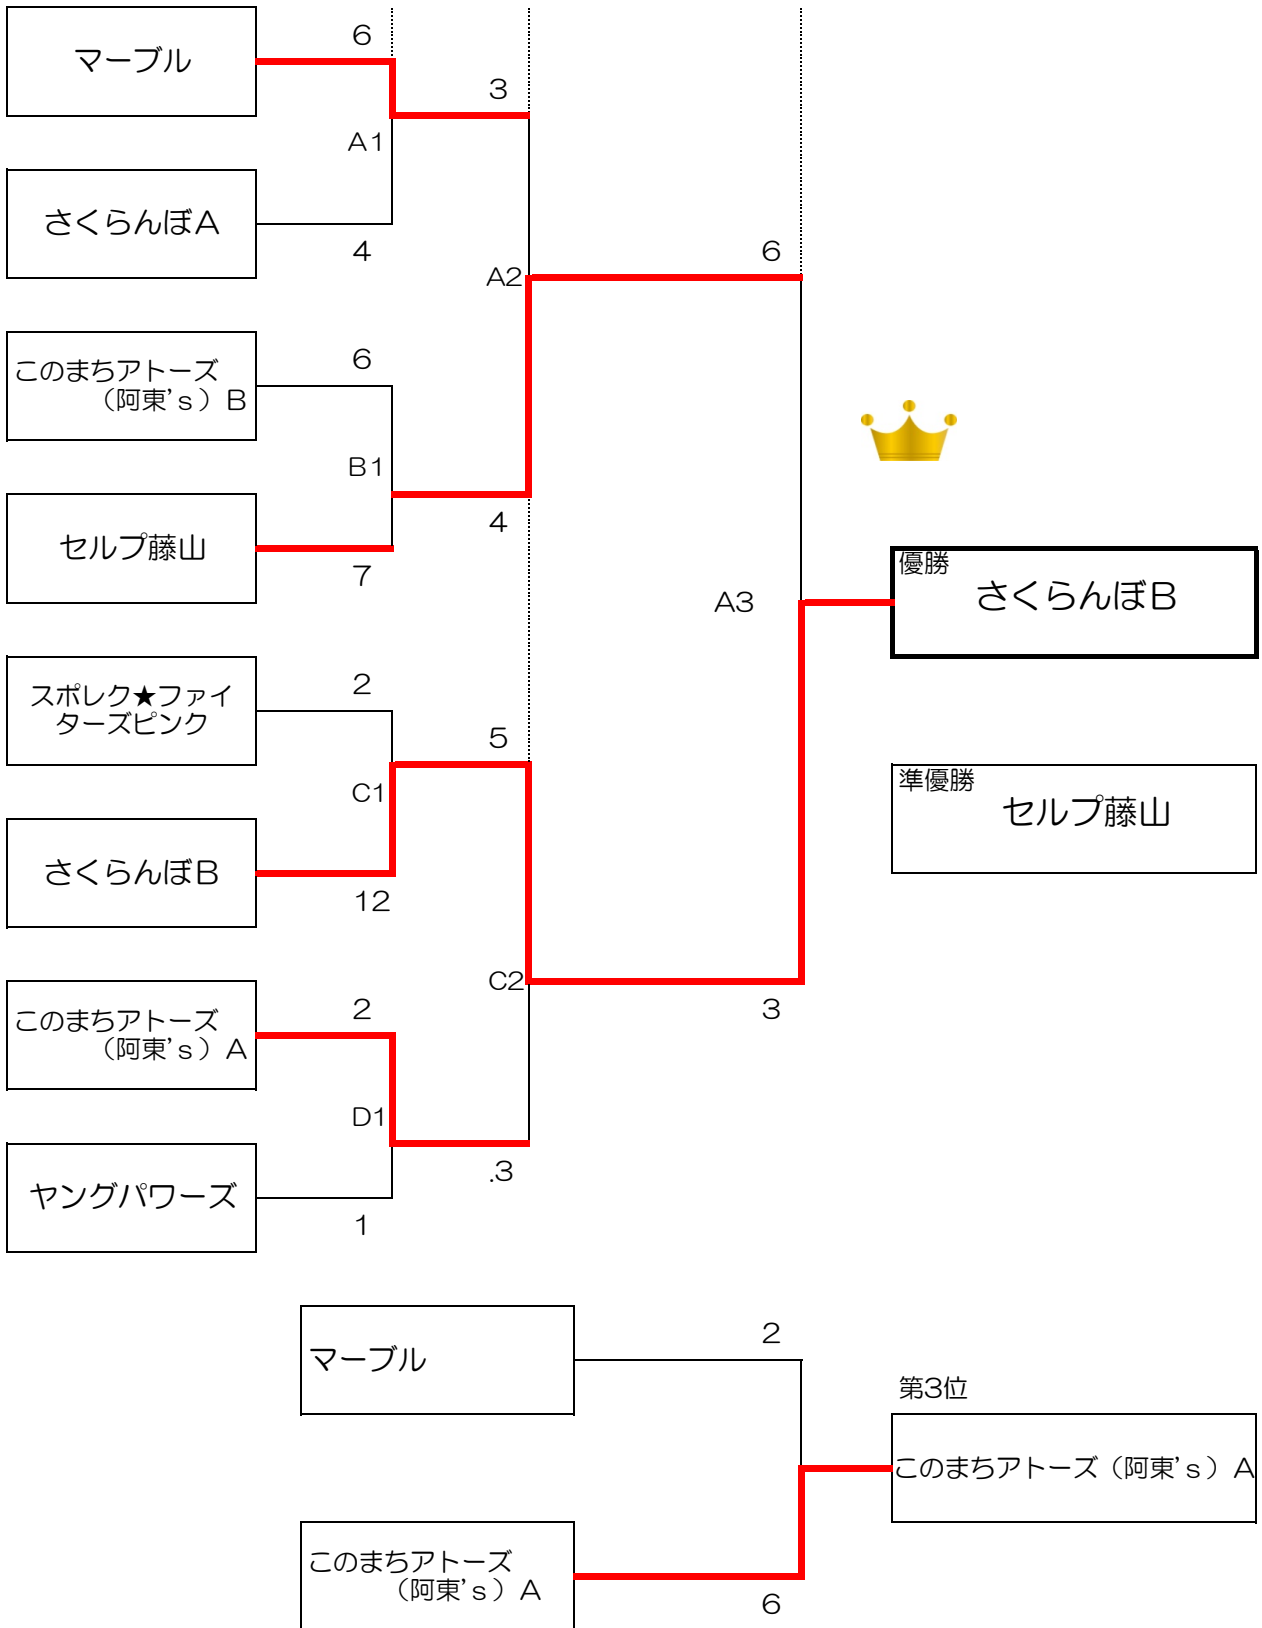 マーブル
6
3
A1
さくらんぼA
4
A2
6
このまちアトーズ
（阿東’ｓ）B
6
B1
4
セルプ藤山
7
A3
優勝
さくらんぼB
スポレク★ファイ
ターズピンク
2
5
C1
準優勝
セルプ藤山
さくらんぼB
12
C2
3
このまちアトーズ
（阿東’ｓ）A
2
D1
.3
ヤングパワーズ
1
マーブル
2
第3位
このまちアトーズ（阿東’ｓ）A
このまちアトーズ
（阿東’ｓ）A
6